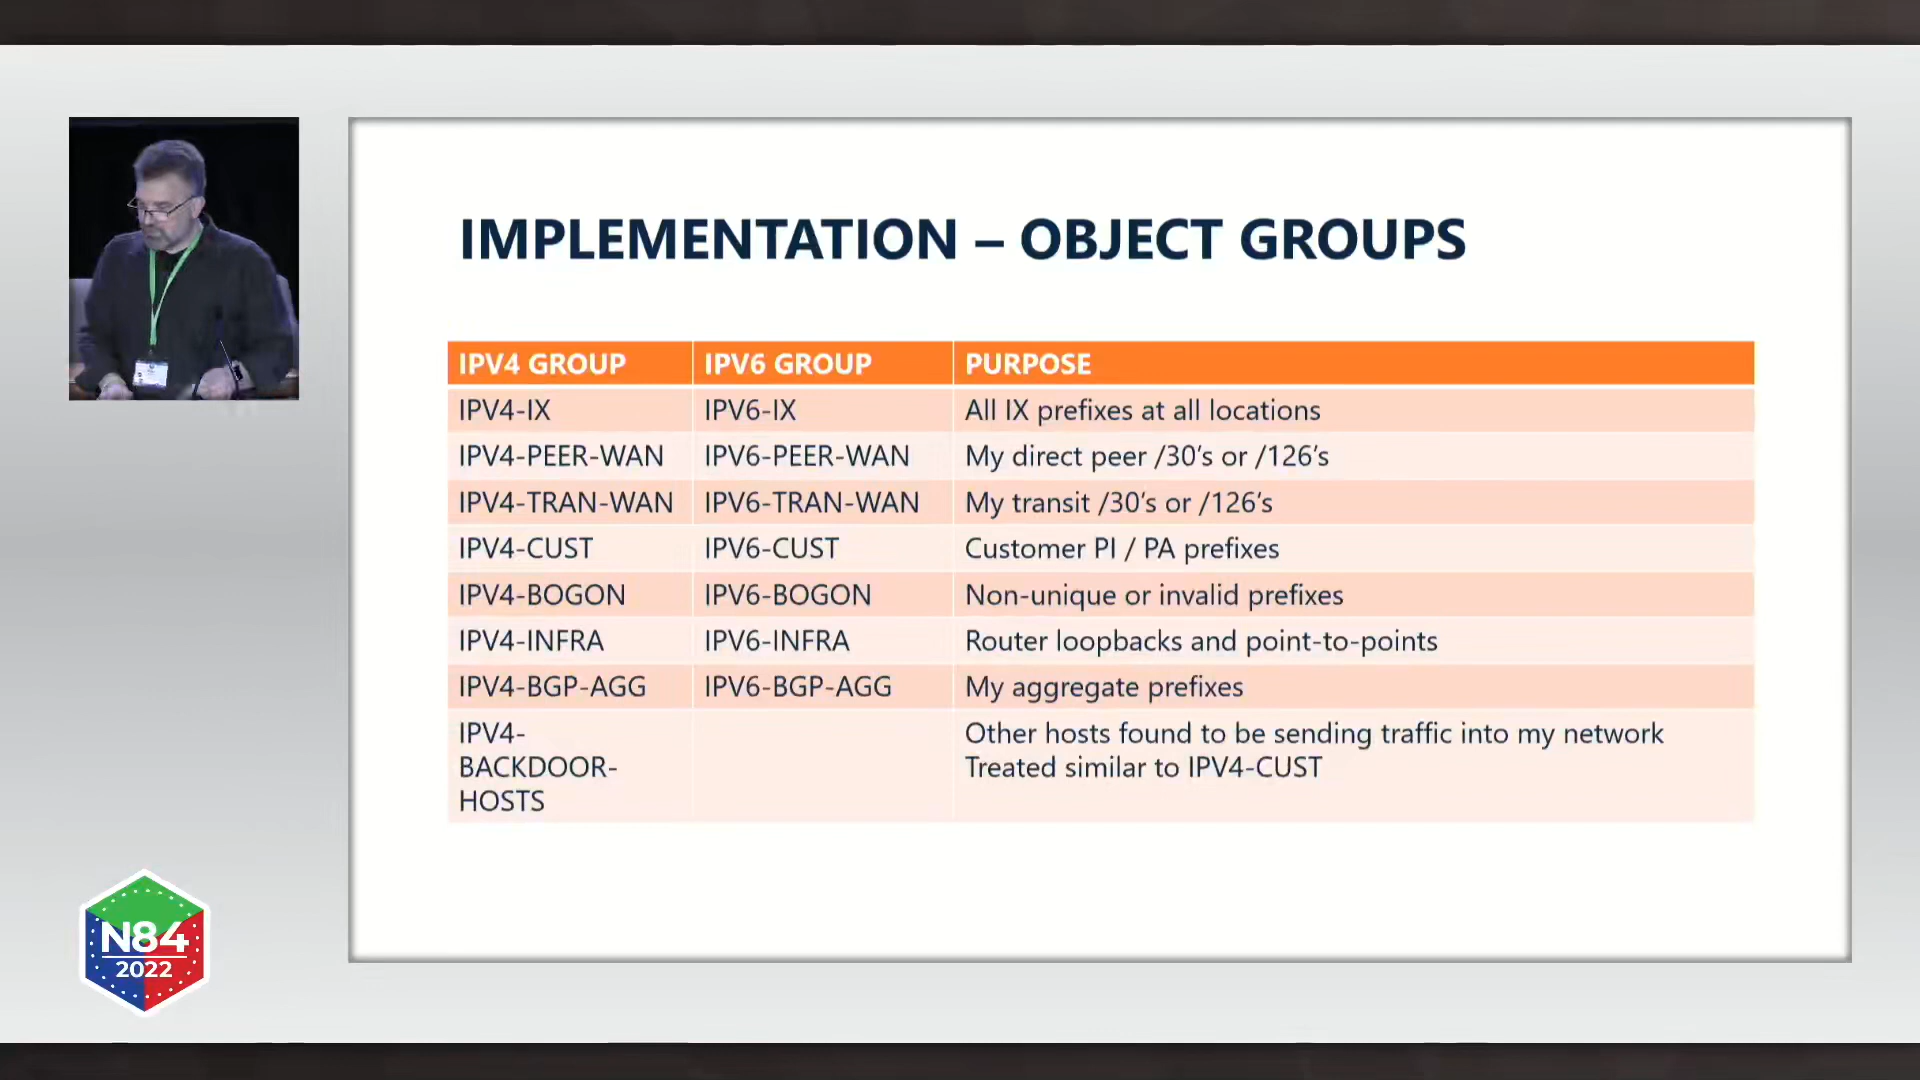 IMPLEMENTATION – OBJECT GROUPS
IPV4 GROUP IPV6 GROUP PURPOSE
IPV4-IX IPV6-IX All IX prefixes at all locations
IPV4-PEER-WAN IPV6-PEER-WAN My direct peer /30's or /126's
IPV4-TRAN-WAN IPV6-TRAN-WAN My transit /30's or /126's
IPV4-CUST IPV6-CUST Customer PI / PA prefixes
IPV4-BOGON IPV6-BOGON Non-unique or invalid prefixes
IPV4-INFRA IPV6-INFRA Router loopbacks and point-to-points
IPV4-BGP-AGG IPV6-BGP-AGG My aggregate prefixes
IPV4- Other hosts found to be sending traffic into my network
BACKDOOR- Treated similar to IPV4-CUST
HOSTS
N84
2022